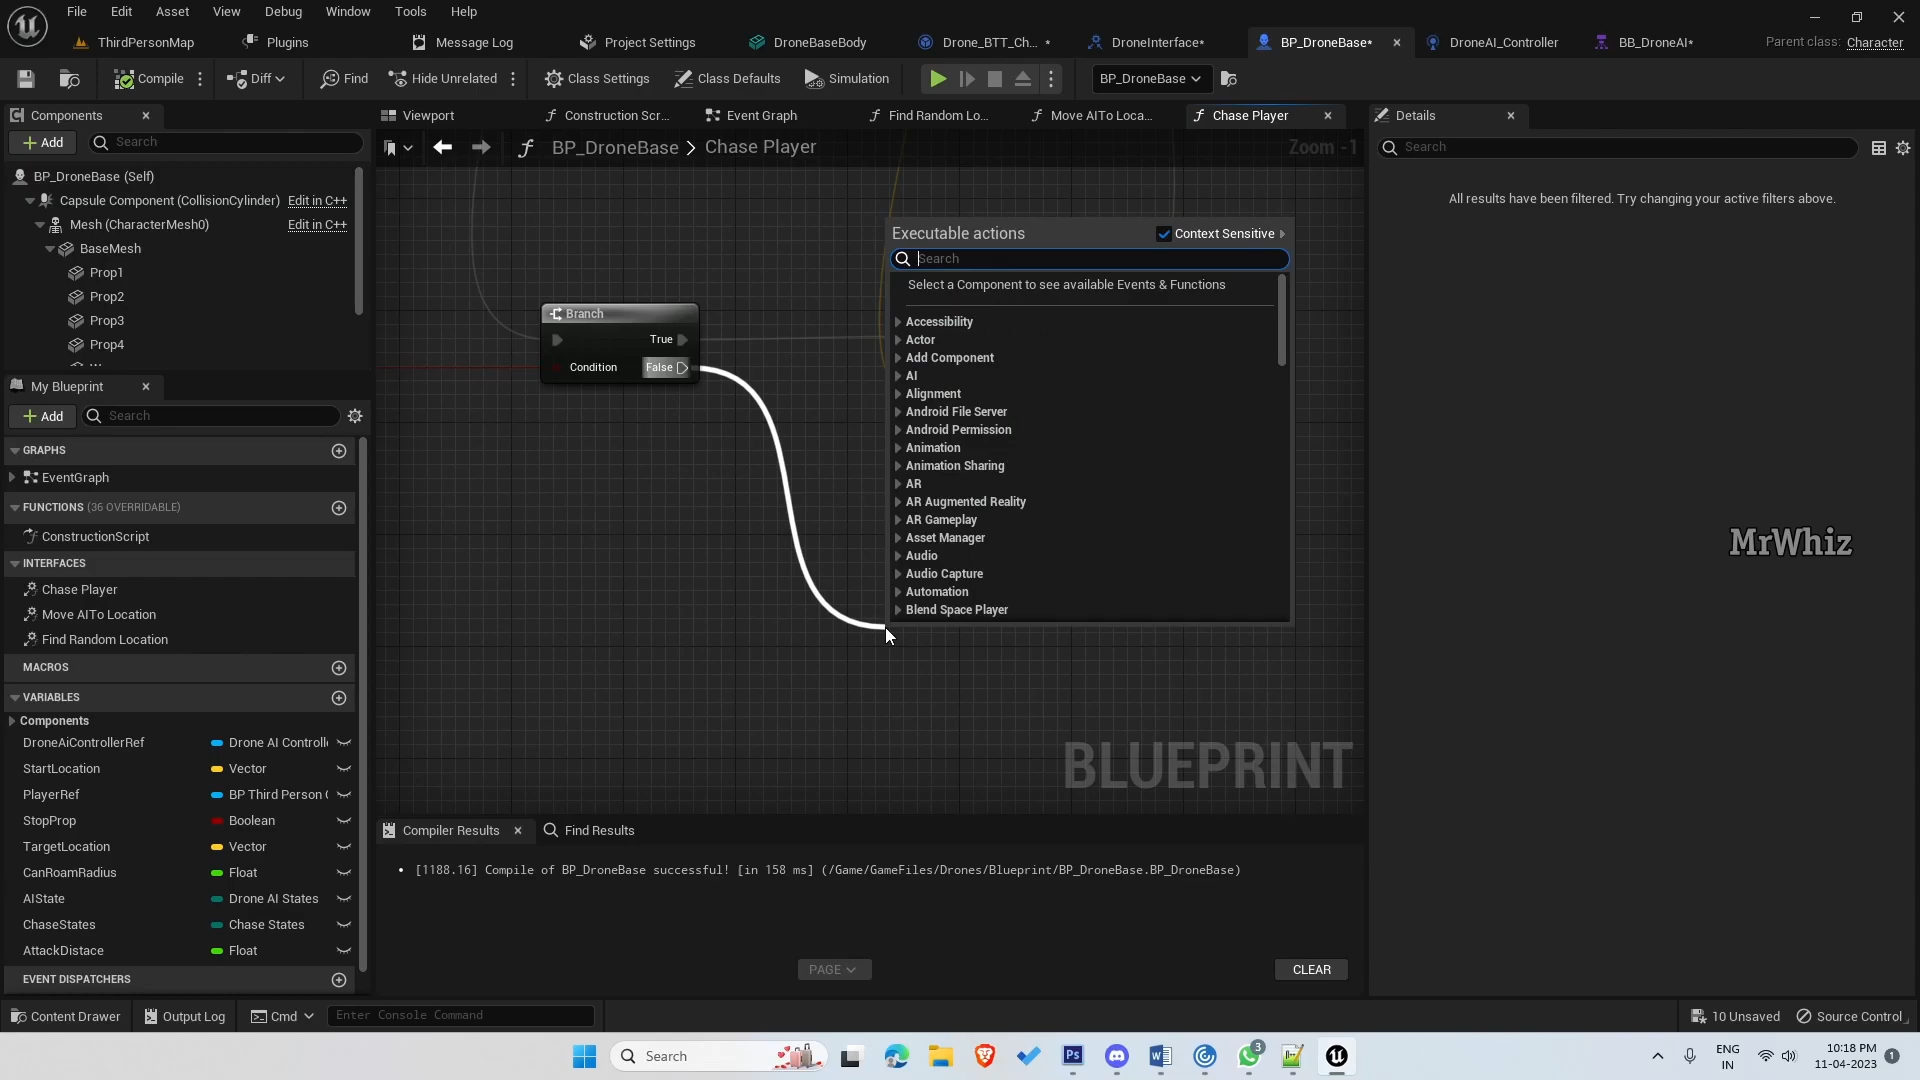 File Edit Asset View Debug Window Tools Help
ThirdPersonMap Plugins Message Log Project Settings DroneBaseBody Drone_BTT_Ch... * DroneInterface* BP_DroneBase* DroneAI_Controller BB_DroneAI* Parent class: Character
Compile Diff Find Hide Unrelated Class Settings Class Defaults Simulation BP_DroneBase
Components
Add Search
BP_DroneBase (Self)
Capsule Component (CollisionCylinder) Edit in C++
Mesh (CharacterMesh0) Edit in C++
BaseMesh
Prop1
Prop2
Prop3
Prop4
My Blueprint
Add Search
GRAPHS
EventGraph
FUNCTIONS (36 OVERRIDABLE)
ConstructionScript
INTERFACES
Chase Player
Move AITo Location
Find Random Location
MACROS
VARIABLES
Components
DroneAiControllerRef Drone AI Controlle
StartLocation Vector
PlayerRef BP Third Person C
StopProp Boolean
TargetLocation Vector
CanRoamRadius Float
AIState Drone AI States
ChaseStates Chase States
AttackDistace Float
EVENT DISPATCHERS
Viewport Construction Scr... Event Graph Find Random Lo... Move AITo Loca... Chase Player
BP_DroneBase > Chase Player Zoom -1
Branch
True
Condition False
Executable actions Context Sensitive
Search
Select a Component to see available Events & Functions
Accessibility
Actor
Add Component
AI
Alignment
Android File Server
Android Permission
Animation
Animation Sharing
AR
AR Augmented Reality
AR Gameplay
Asset Manager
Audio
Audio Capture
Automation
Blend Space Player
BLUEPRINT
Compiler Results Find Results
• [1188.16] Compile of BP_DroneBase successful! [in 158 ms] (/Game/GameFiles/Drones/Blueprint/BP_DroneBase.BP_DroneBase)
PAGE CLEAR
Details
Search
All results have been filtered. Try changing your active filters above.
MrWhiz
Content Drawer Output Log Cmd Enter Console Command 10 Unsaved Source Control
Search
Ps
W
3
ENG
IN
10:18 PM
11-04-2023
1